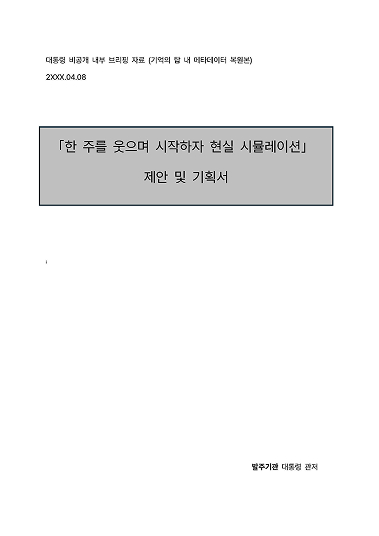 대통령 비공개 내부 브리핑 자료 (기억의 탑 내 메타데이터 복원본)
2XXX.04.08
「한 주를 웃으며 시작하자 현실 시뮬레이션」
제안 및 기획서
발주기관 대통령 관저